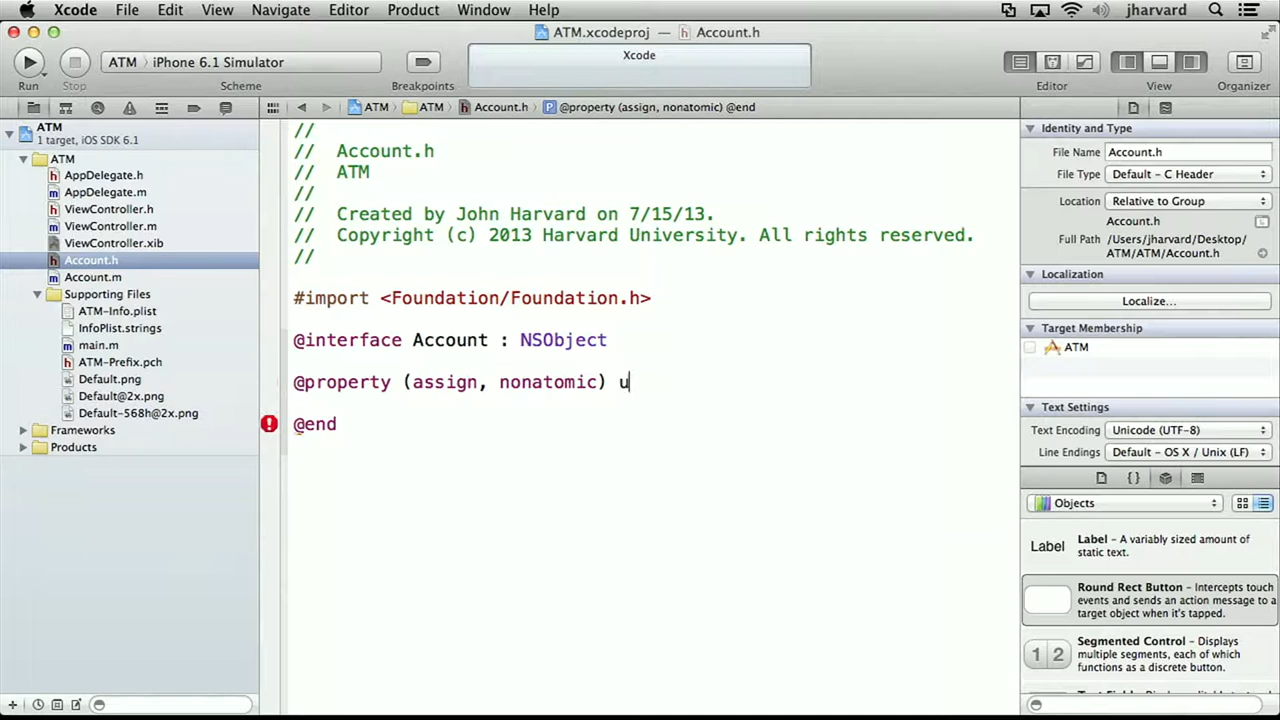 Xcode File Edit View Navigate Editor Product Window Help jharvard
ATM.xcodeproj — Account.h
ATM iPhone 6.1 Simulator
Xcode
Run Stop Scheme Breakpoints Editor View Organizer
ATM ATM Account.h @property (assign, nonatomic) @end
ATM
1 target, iOS SDK 6.1
ATM
AppDelegate.h
AppDelegate.m
ViewController.h
ViewController.m
ViewController.xib
Account.h
Account.m
Supporting Files
ATM-Info.plist
InfoPlist.strings
main.m
ATM-Prefix.pch
Default.png
Default@2x.png
Default-568h@2x.png
Frameworks
Products
//
// Account.h
// ATM
//
// Created by John Harvard on 7/15/13.
// Copyright (c) 2013 Harvard University. All rights reserved.
//
#import <Foundation/Foundation.h>
@interface Account : NSObject
@property (assign, nonatomic) u
@end
Identity and Type
File Name Account.h
File Type Default - C Header
Location Relative to Group
Account.h
Full Path /Users/jharvard/Desktop/
ATM/ATM/Account.h
Localization
Localize...
Target Membership
ATM
Text Settings
Text Encoding Unicode (UTF-8)
Line Endings Default - OS X / Unix (LF)
Objects
Label
Label - A variably sized amount of
static text.
Round Rect Button - Intercepts touch
events and sends an action message to a
target object when it's tapped.
1 2
Segmented Control - Displays
multiple segments, each of which
functions as a discrete button.